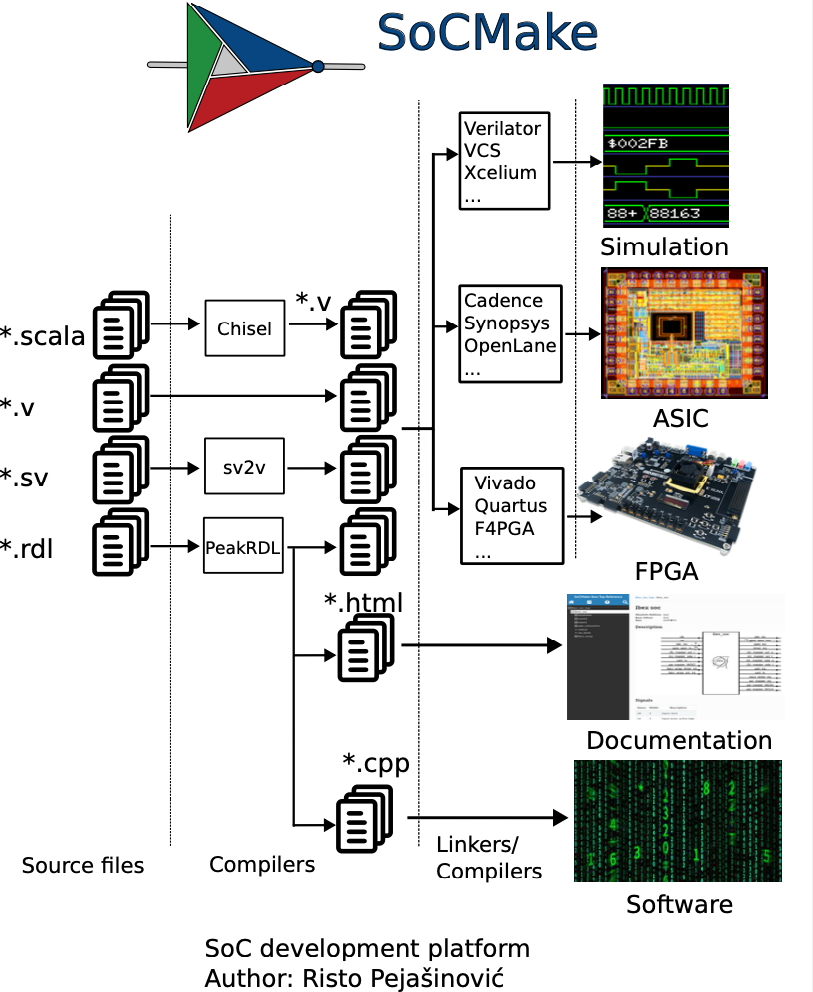 SoCMake
Verilator
VCS
Xcelium
...
$002FB
88+ 88163
Simulation
*.scala
Chisel
*.v
Cadence
Synopsys
OpenLane
...
ASIC
*.v
*.sv
sv2v
Vivado
Quartus
F4PGA
...
FPGA
*.rdl
PeakRDL
*.html
Ibex soc
Description
Signals
Documentation
*.cpp
Software
Source files
Compilers
Linkers/
Compilers
SoC development platform
Author: Risto Pejašinović